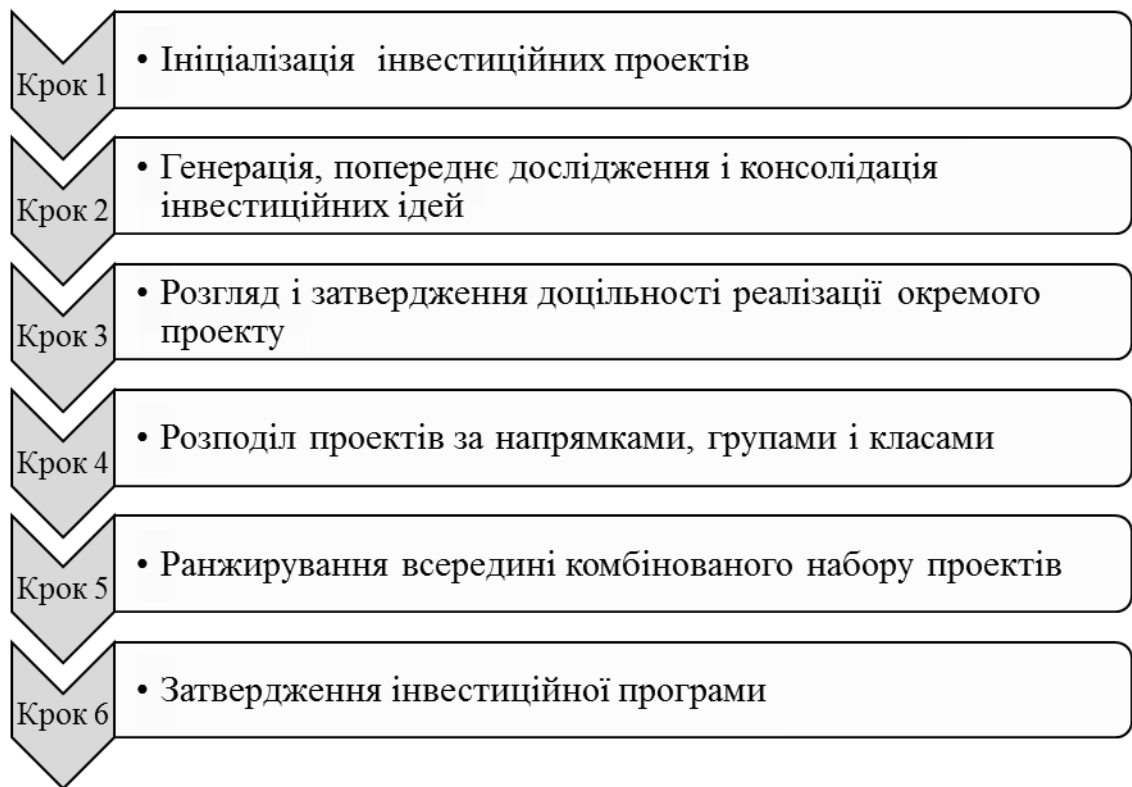 Крок 1
• Ініціалізація інвестиційних проектів
Крок 2
• Генерація, попереднє дослідження і консолідація
інвестиційних ідей
Крок 3
• Розгляд і затвердження доцільності реалізації окремого
проекту
Крок 4
• Розподіл проектів за напрямками, групами і класами
Крок 5
• Ранжирування всередині комбінованого набору проектів
Крок 6
• Затвердження інвестиційної програми